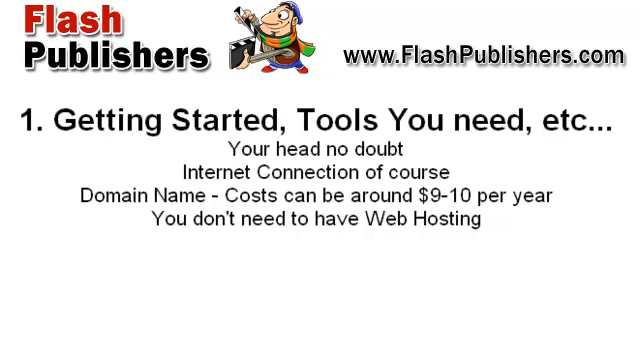 Flash
Publishers
www.FlashPublishers.com
1. Getting Started, Tools You need, etc...
Your head no doubt
Internet Connection of course
Domain Name - Costs can be around $9-10 per year
You don't need to have Web Hosting